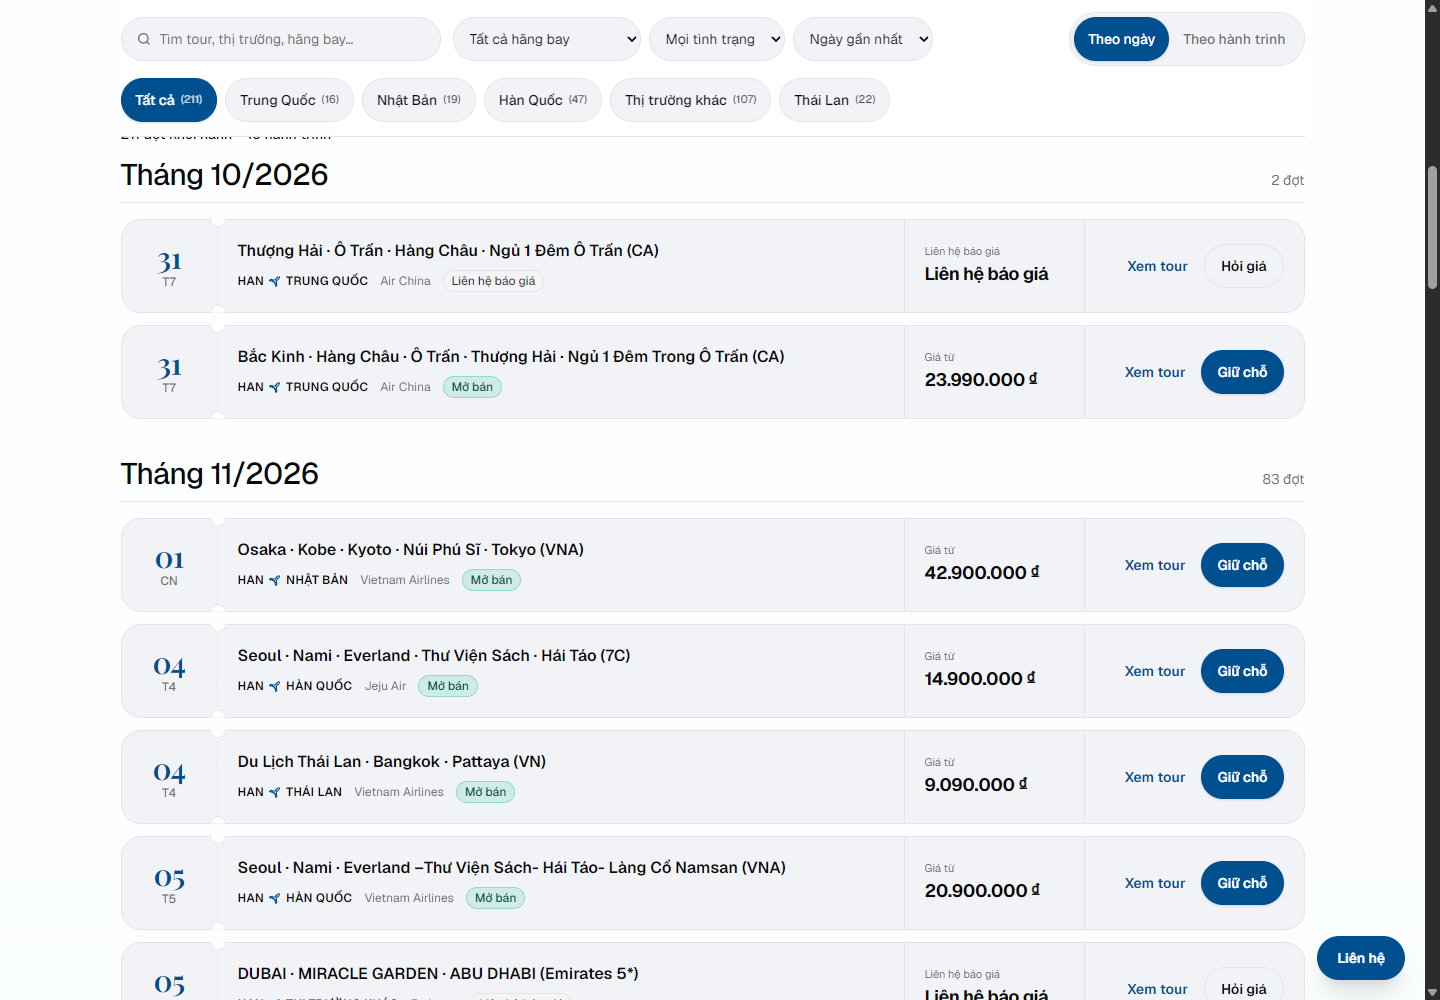 Tìm tour, thị trường, hãng bay...
Tất cả hãng bay
Mọi tình trạng
Ngày gần nhất
Theo ngày
Theo hành trình
Tất cả (211)
Trung Quốc (16)
Nhật Bản (19)
Hàn Quốc (47)
Thị trường khác (107)
Thái Lan (22)
Tháng 10/2026
2 đợt
31
T7
Thượng Hải · Ô Trấn · Hàng Châu · Ngủ 1 Đêm Ô Trấn (CA)
HAN TRUNG QUỐC Air China Liên hệ báo giá
Liên hệ báo giá
Liên hệ báo giá
Xem tour
Hỏi giá
31
T7
Bắc Kinh · Hàng Châu · Ô Trấn · Thượng Hải · Ngủ 1 Đêm Trong Ô Trấn (CA)
HAN TRUNG QUỐC Air China Mở bán
Giá từ
23.990.000 ₫
Xem tour
Giữ chỗ
Tháng 11/2026
83 đợt
01
CN
Osaka · Kobe · Kyoto · Núi Phú Sĩ · Tokyo (VNA)
HAN NHẬT BẢN Vietnam Airlines Mở bán
Giá từ
42.900.000 ₫
Xem tour
Giữ chỗ
04
T4
Seoul · Nami · Everland · Thư Viện Sách · Hái Táo (7C)
HAN HÀN QUỐC Jeju Air Mở bán
Giá từ
14.900.000 ₫
Xem tour
Giữ chỗ
04
T4
Du Lịch Thái Lan · Bangkok · Pattaya (VN)
HAN THÁI LAN Vietnam Airlines Mở bán
Giá từ
9.090.000 ₫
Xem tour
Giữ chỗ
05
T5
Seoul · Nami · Everland –Thư Viện Sách- Hái Táo- Làng Cổ Namsan (VNA)
HAN HÀN QUỐC Vietnam Airlines Mở bán
Giá từ
20.900.000 ₫
Xem tour
Giữ chỗ
05
DUBAI · MIRACLE GARDEN · ABU DHABI (Emirates 5*)
Liên hệ báo giá
Liên hệ báo giá
Xem tour
Hỏi giá
Liên hệ